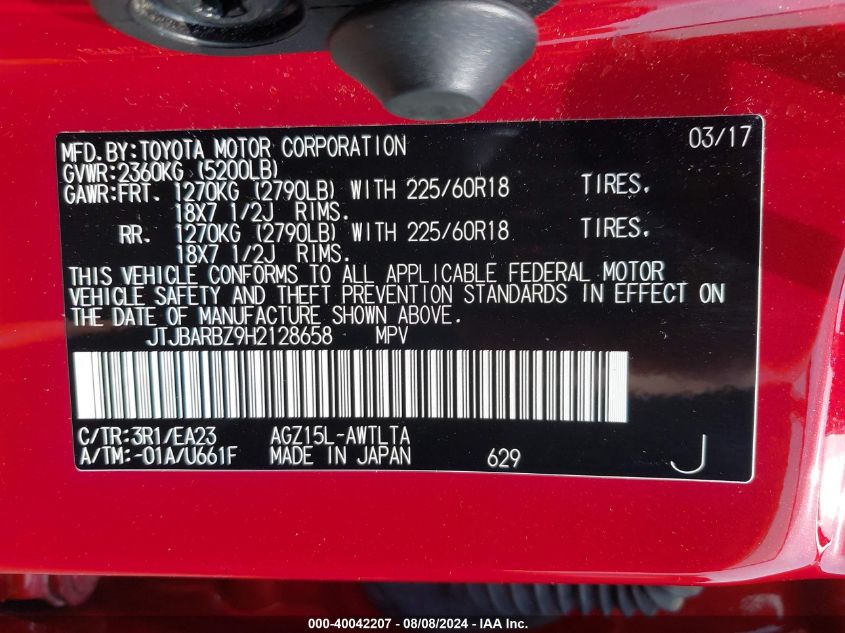 MFD.BY:TOYOTA MOTOR CORPORATION 03/17
GVWR:2360KG (5200LB)
GAWR:FRT. 1270KG (2790LB) WITH 225/60R18 TIRES.
18X7 1/2J RIMS.
RR. 1270KG (2790LB) WITH 225/60R18 TIRES.
18X7 1/2J RIMS.
THIS VEHICLE CONFORMS TO ALL APPLICABLE FEDERAL MOTOR
VEHICLE SAFETY AND THEFT PREVENTION STANDARDS IN EFFECT ON
THE DATE OF MANUFACTURE SHOWN ABOVE.
JTJBARBZ9H2128658 MPV
C/TR:3R1/EA23 AGZ15L-AWTLTA
A/TM:-01A/U661F MADE IN JAPAN 629 J
000-40042207 - 08/08/2024 - IAA Inc.